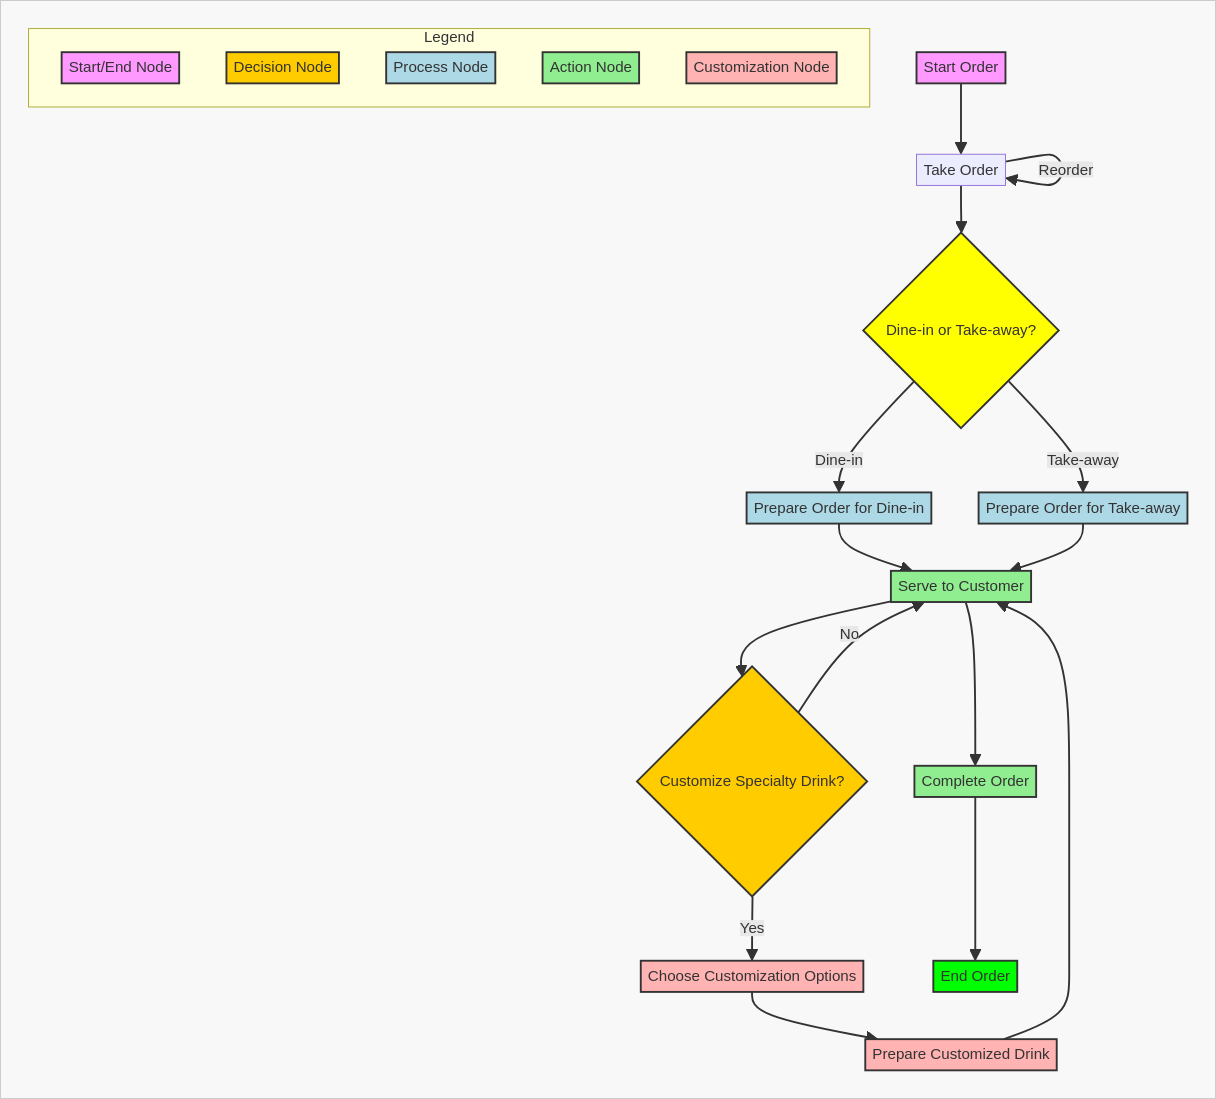 Legend
Start/End Node
Decision Node
Process Node
Action Node
Customization Node
Start Order
Take Order
Reorder
Dine-in or Take-away?
Dine-in
Take-away
Prepare Order for Dine-in
Prepare Order for Take-away
Serve to Customer
No
Customize Specialty Drink?
Complete Order
Yes
Choose Customization Options
End Order
Prepare Customized Drink